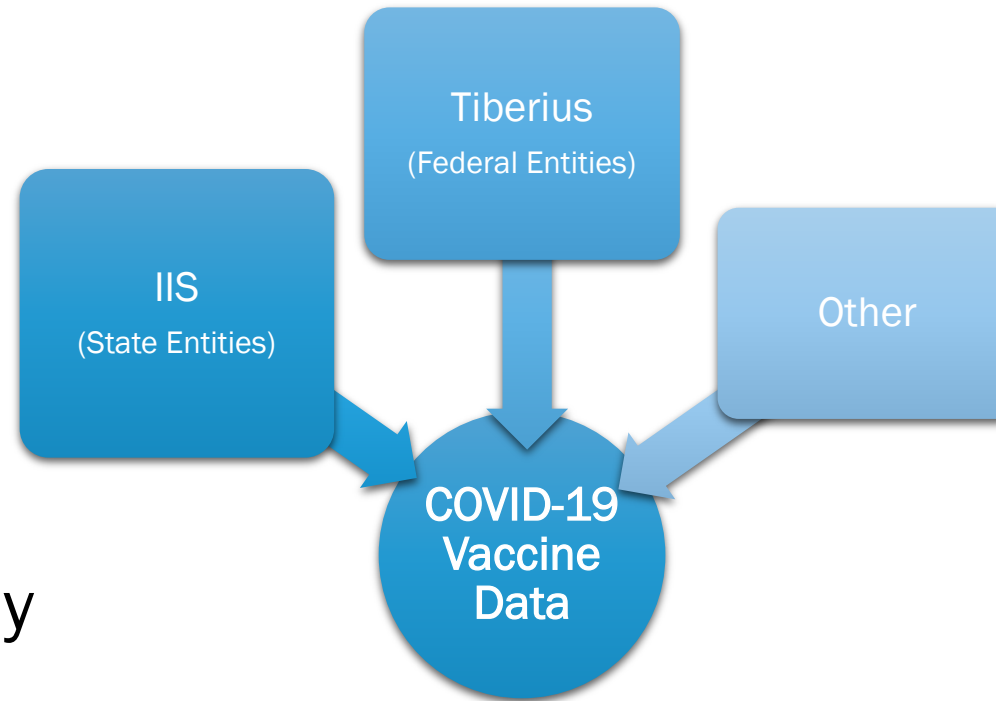 Tiberius
(Federal Entities)
IIS
(State Entities)
Other
COVID-19
Vaccine
Data
y